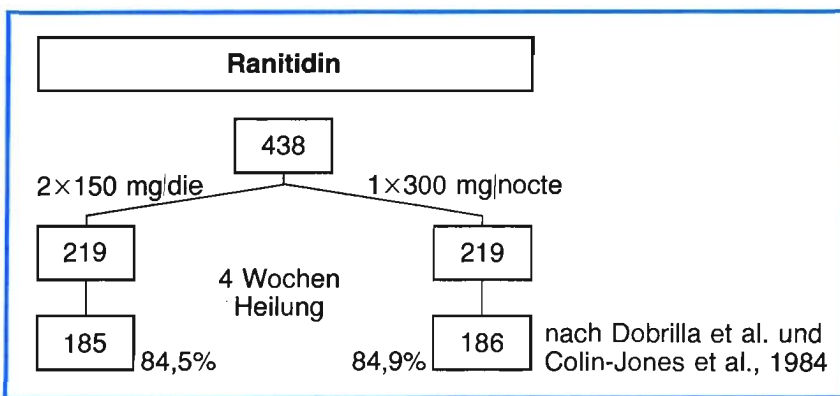 Ranitidin
438
2×150 mg/die
1×300 mg/nocte
219
219
4 Wochen
Heilung
185
84,5%
84,9%
186
nach Dobrilla et al. und
Colin-Jones et al., 1984